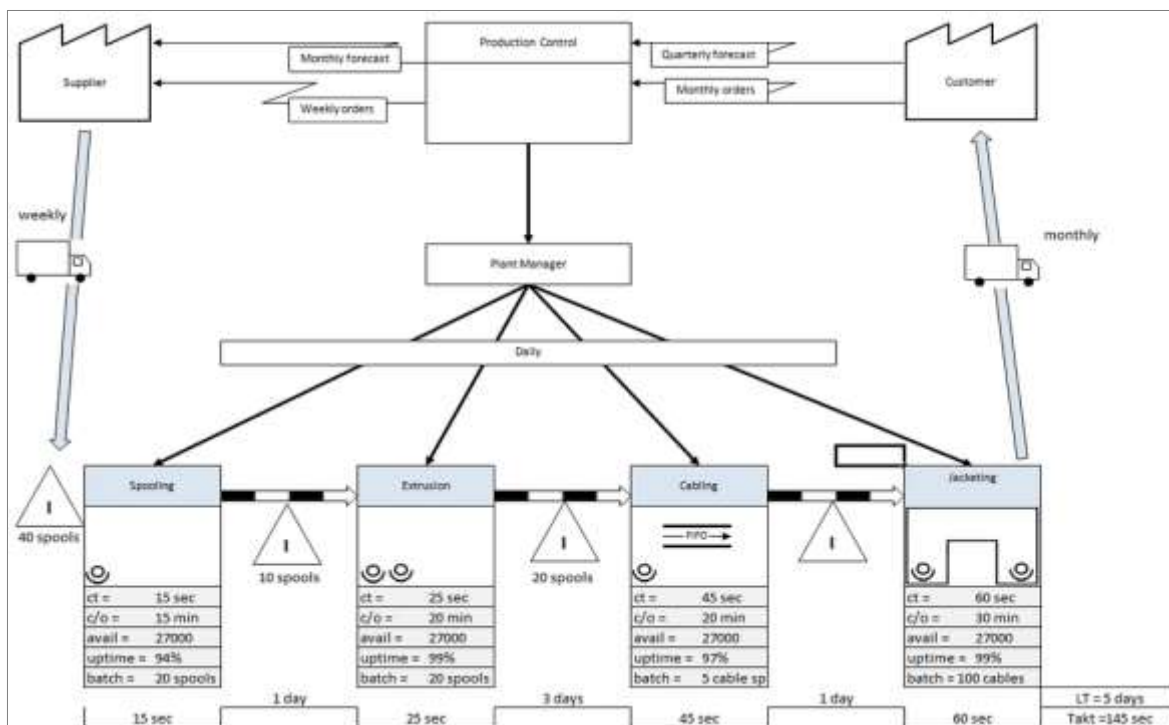 Supplier
Monthly forecast
Weekly orders
Production Control
Quarterly forecast
Monthly orders
Customer
weekly
Plant Manager
monthly
Daily
I
40 spools
Spooling
I
10 spools
Extrusion
I
20 spools
Cabling
FIFO
I
Jacketing
ct = 15 sec
c/o = 15 min
avail = 27000
uptime = 94%
batch = 20 spools
ct = 25 sec
c/o = 20 min
avail = 27000
uptime = 99%
batch = 20 spools
ct = 45 sec
c/o = 20 min
avail = 27000
uptime = 97%
batch = 5 cable sp
ct = 60 sec
c/o = 30 min
avail = 27000
uptime = 99%
batch = 100 cables
1 day
3 days
1 day
LT = 5 days
15 sec
25 sec
45 sec
60 sec
Takt =145 sec